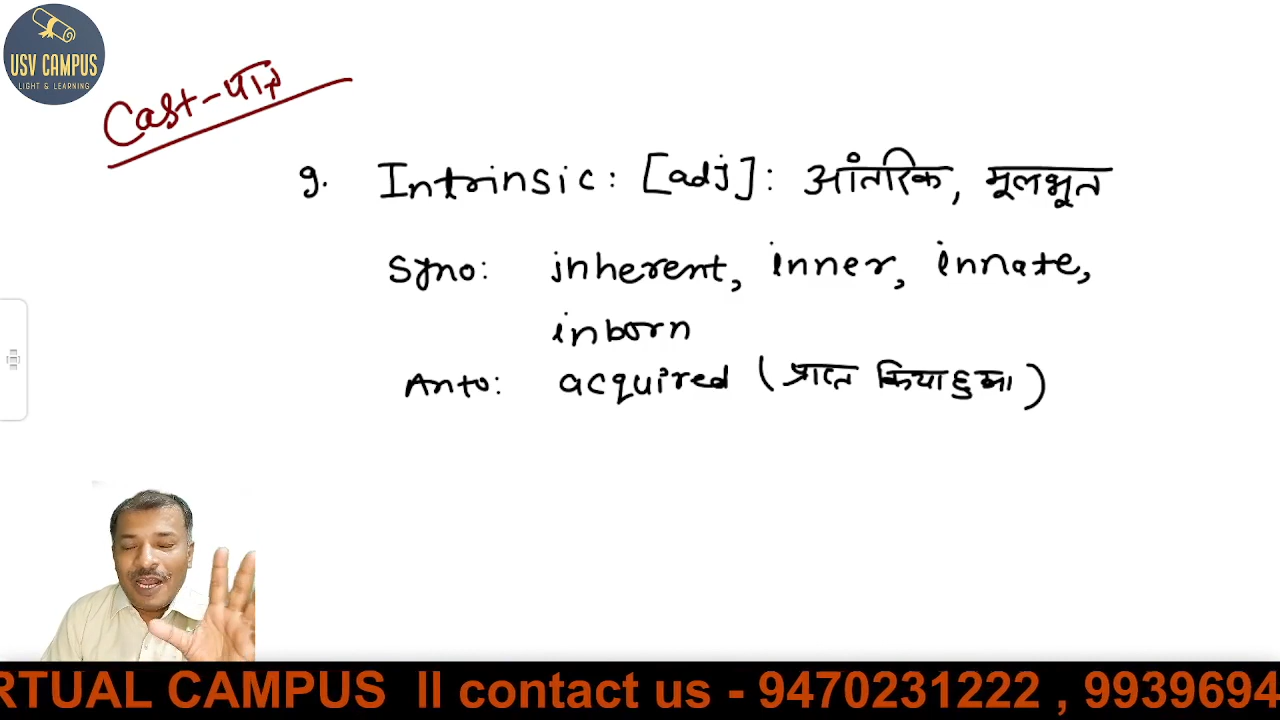 USV CAMPUS
LIGHT & LEARNING
Cast-
9. Intrinsic: [adj]: आंतरिक, मूलभूत
Syno: inherent, inner, innate,
inborn
Anto: acquired (प्राप्त किया हुआ)
RTUAL CAMPUS ll contact us - 9470231222 , 9939694